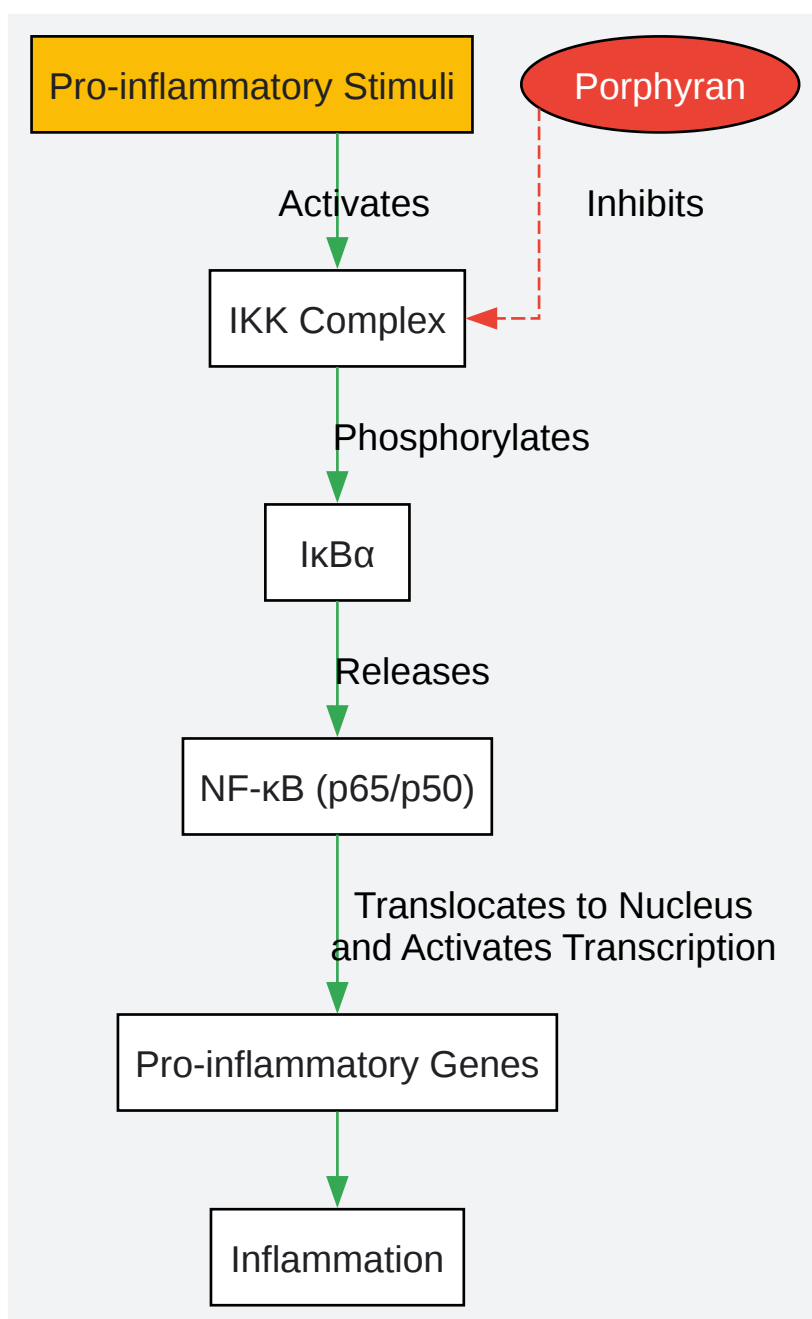 Pro-inflammatory Stimuli
Porphyran
Activates
Inhibits
IKK Complex
Phosphorylates
IκBα
Releases
NF-κB (p65/p50)
Translocates to Nucleus
and Activates Transcription
Pro-inflammatory Genes
Inflammation